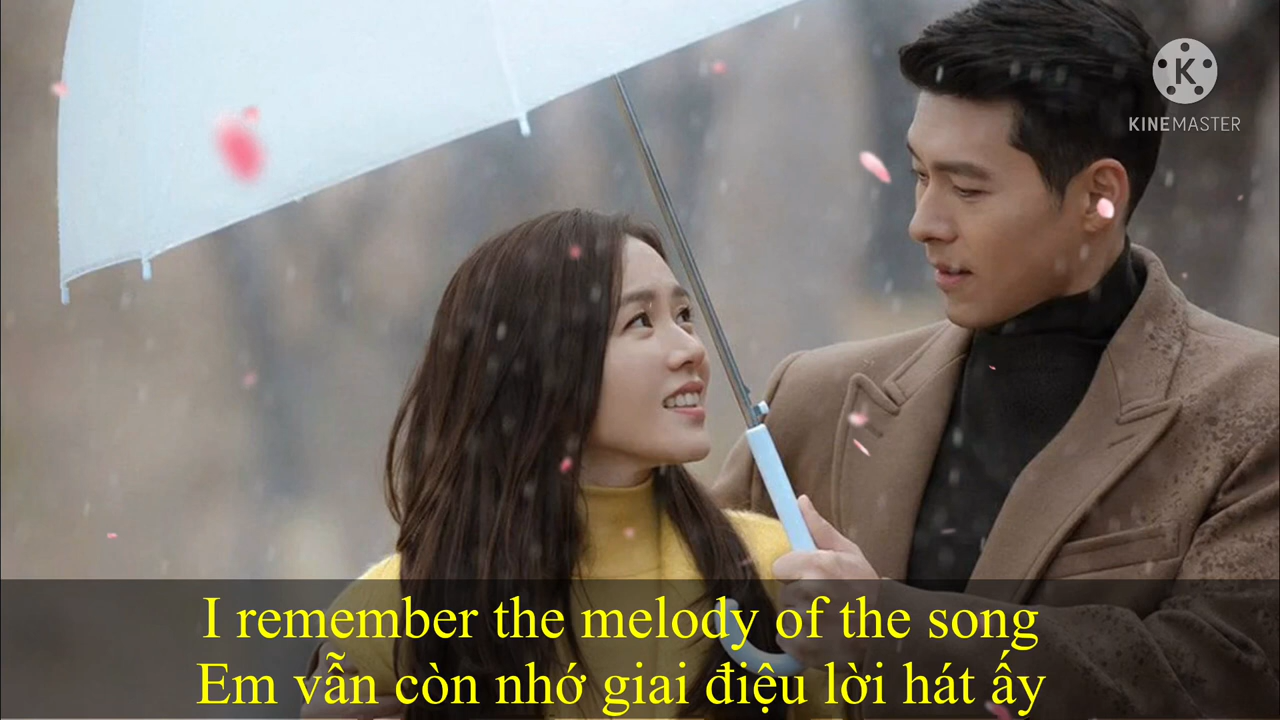 K
KINEMASTER
I remember the melody of the song
Em vẫn còn nhớ giai điệu lời hát ấy